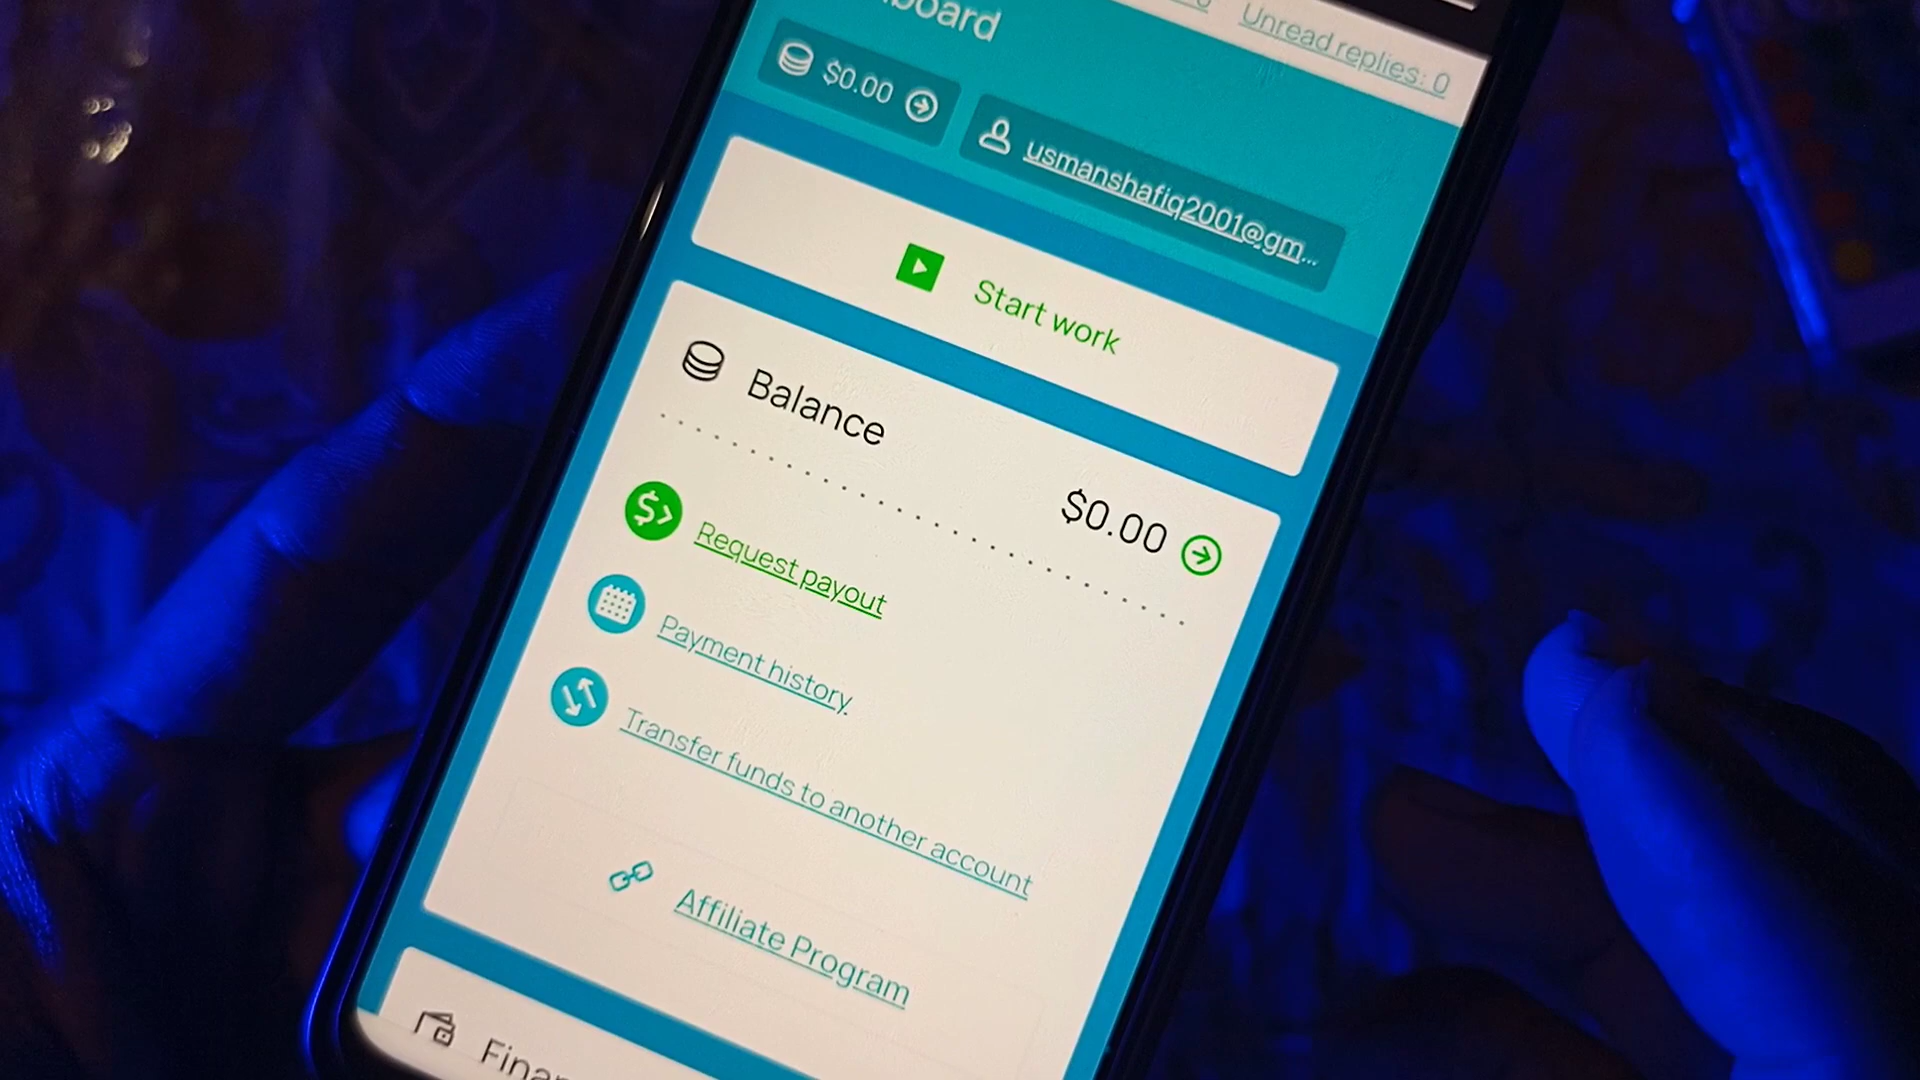 Unread replies: 0
board
$0.00
usmanshafiq2001@gm...
Start work
Balance
$0.00
Request payout
Payment history
Transfer funds to another account
Affiliate Program
Finan